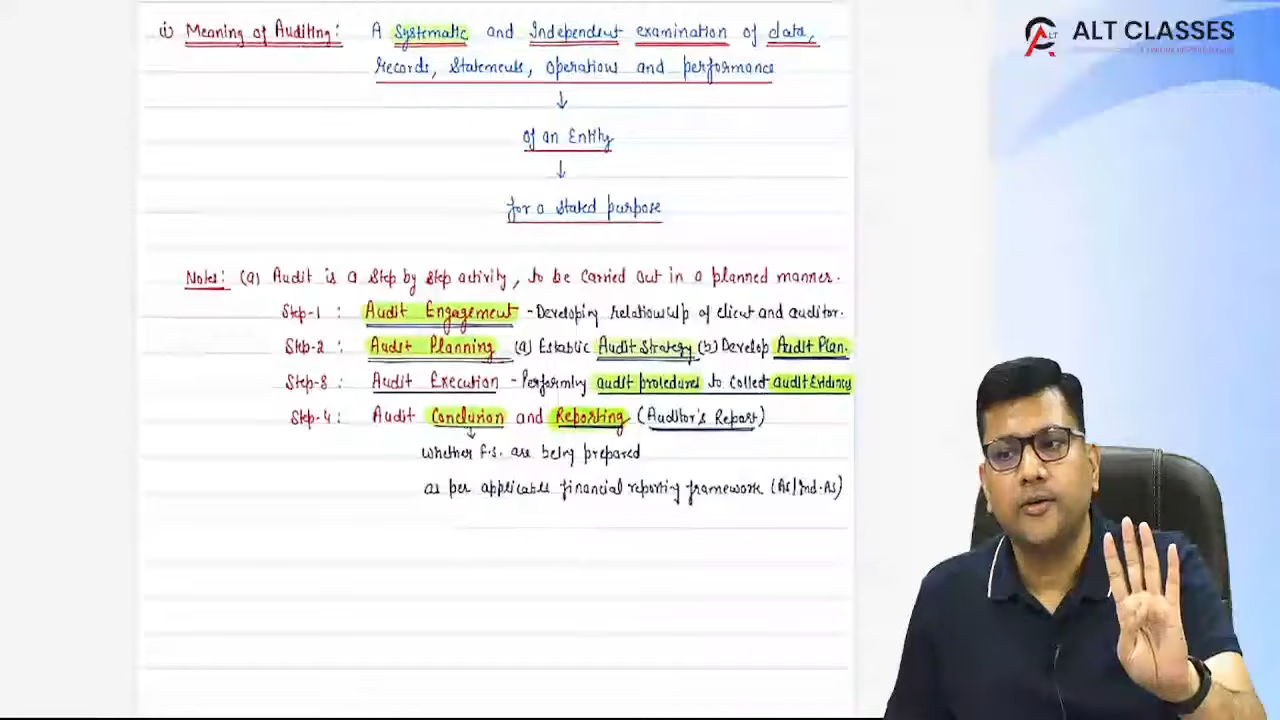 i) Meaning of Auditing: A Systematic and Independent examination of data,
records, statements, operations and performance
↓
of an Entity
↓
for a stated purpose
Notes: (a) Audit is a step by step activity, to be carried out in a planned manner.
Step-1 : Audit Engagement - Developing relationship of client and auditor.
Step-2 : Audit Planning (a) Establic Audit Strategy (b) Develop Audit Plan.
Step-3 : Audit Execution - Performing audit procedures to collect audit Evidency
Step-4 : Audit Conclusion and Reporting (Auditor's Report)
↓
whether F.S. are being prepared
as per applicable financial reporting framework (AS/Ind-AS)
ALT
ALT CLASSES